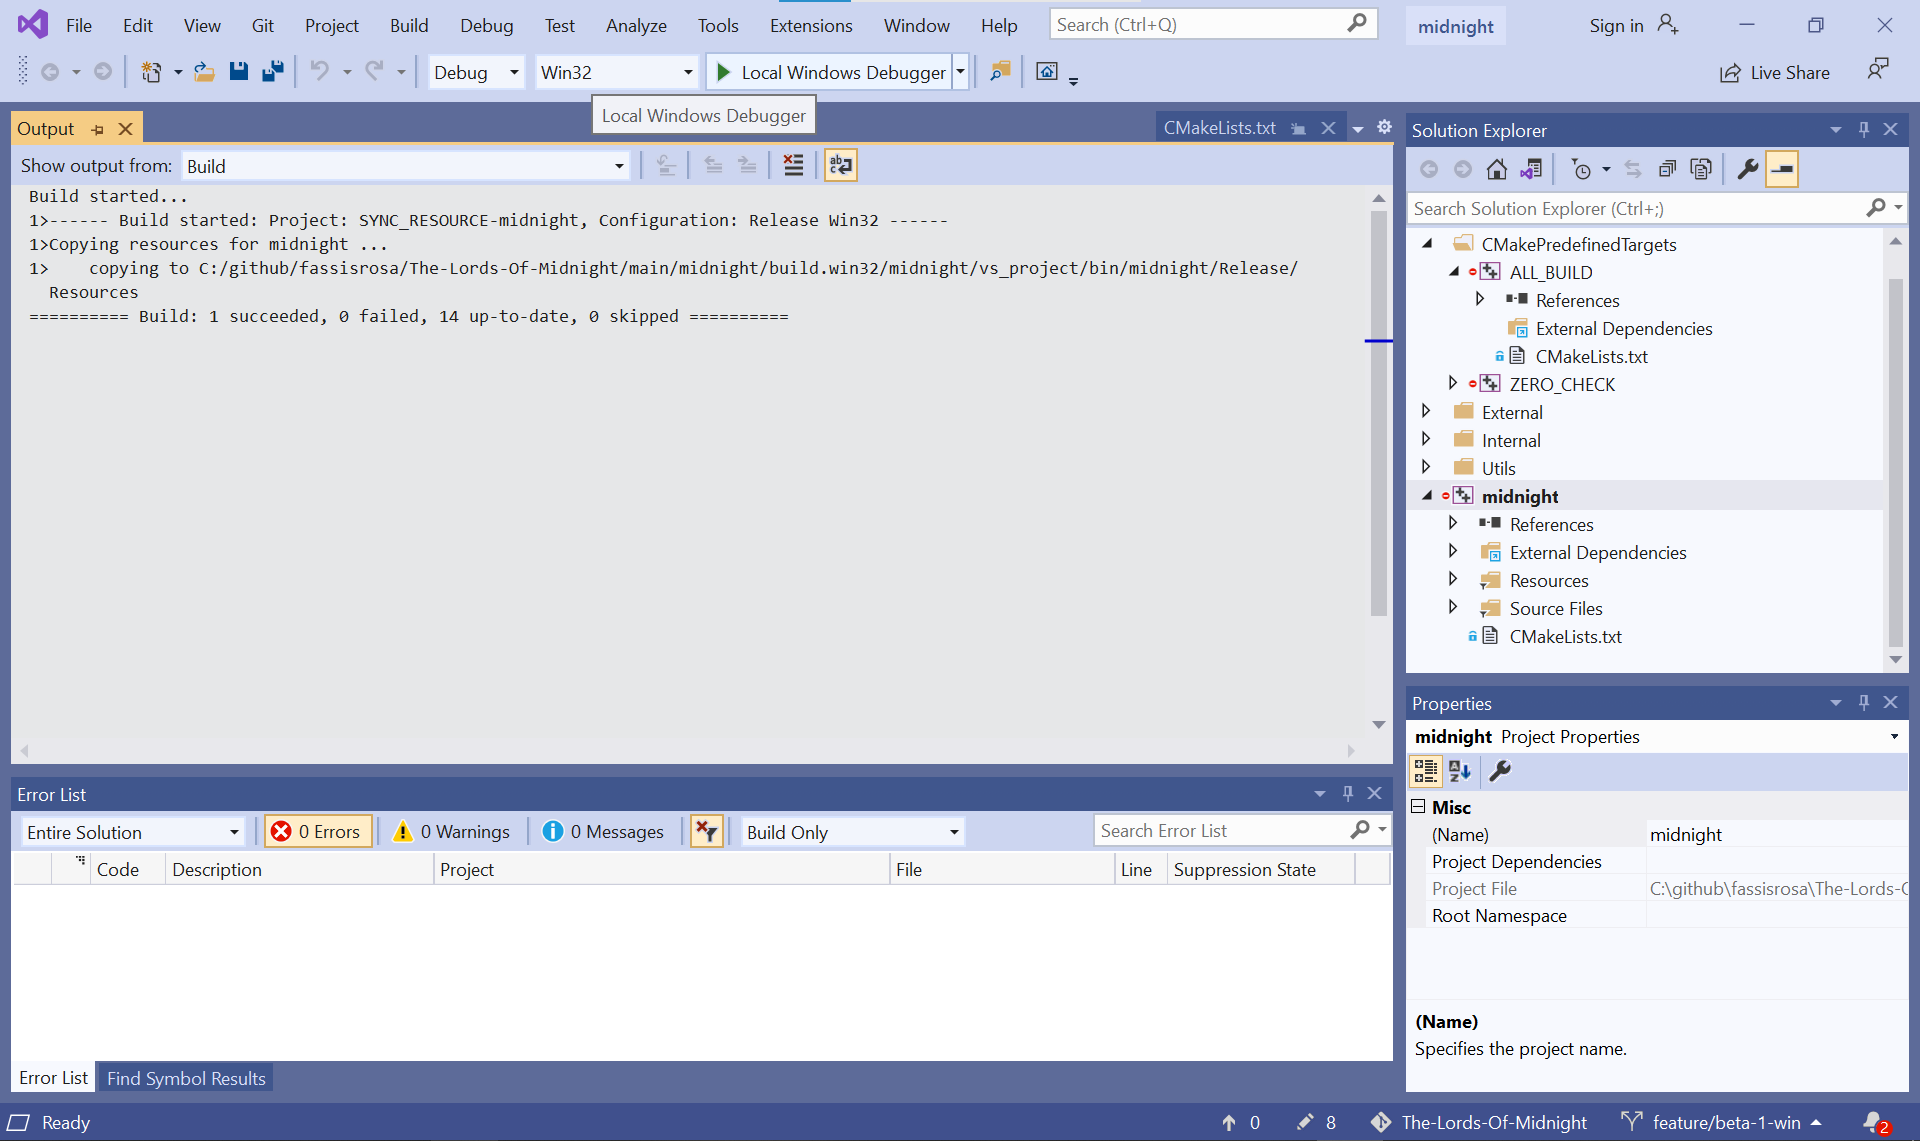 File Edit View Git Project Build Debug Test Analyze Tools Extensions Window Help Search (Ctrl+Q) midnight Sign in
Debug Win32 Local Windows Debugger Live Share
Local Windows Debugger
Output CMakeLists.txt
Show output from: Build
Build started...
1>------ Build started: Project: SYNC_RESOURCE-midnight, Configuration: Release Win32 ------
1>Copying resources for midnight ...
1>    copying to C:/github/fassisrosa/The-Lords-Of-Midnight/main/midnight/build.win32/midnight/vs_project/bin/midnight/Release/
Resources
========== Build: 1 succeeded, 0 failed, 14 up-to-date, 0 skipped ==========
Solution Explorer
Search Solution Explorer (Ctrl+;)
CMakePredefinedTargets
ALL_BUILD
References
External Dependencies
CMakeLists.txt
ZERO_CHECK
External
Internal
Utils
midnight
References
External Dependencies
Resources
Source Files
CMakeLists.txt
Properties
midnight Project Properties
Misc
(Name) midnight
Project Dependencies
Project File C:\github\fassisrosa\The-Lords-
Root Namespace
(Name)
Specifies the project name.
Error List
Entire Solution 0 Errors 0 Warnings 0 Messages Build Only Search Error List
Code Description Project File Line Suppression State
Error List Find Symbol Results
Ready 0 8 The-Lords-Of-Midnight feature/beta-1-win 2